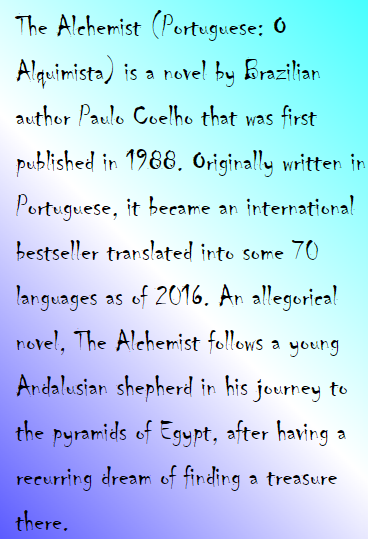 The Alchemist (Portuguese: O
Alquimista) is a novel by Brazilian
author Paulo Coelho that was first
published in 1988. Originally written in
Portuguese, it became an international
bestseller translated into some 70
languages as of 2016. An allegorical
novel, The Alchemist follows a young
Andalusian shepherd in his journey to
the pyramids of Egypt, after having a
recurring dream of finding a treasure
there.